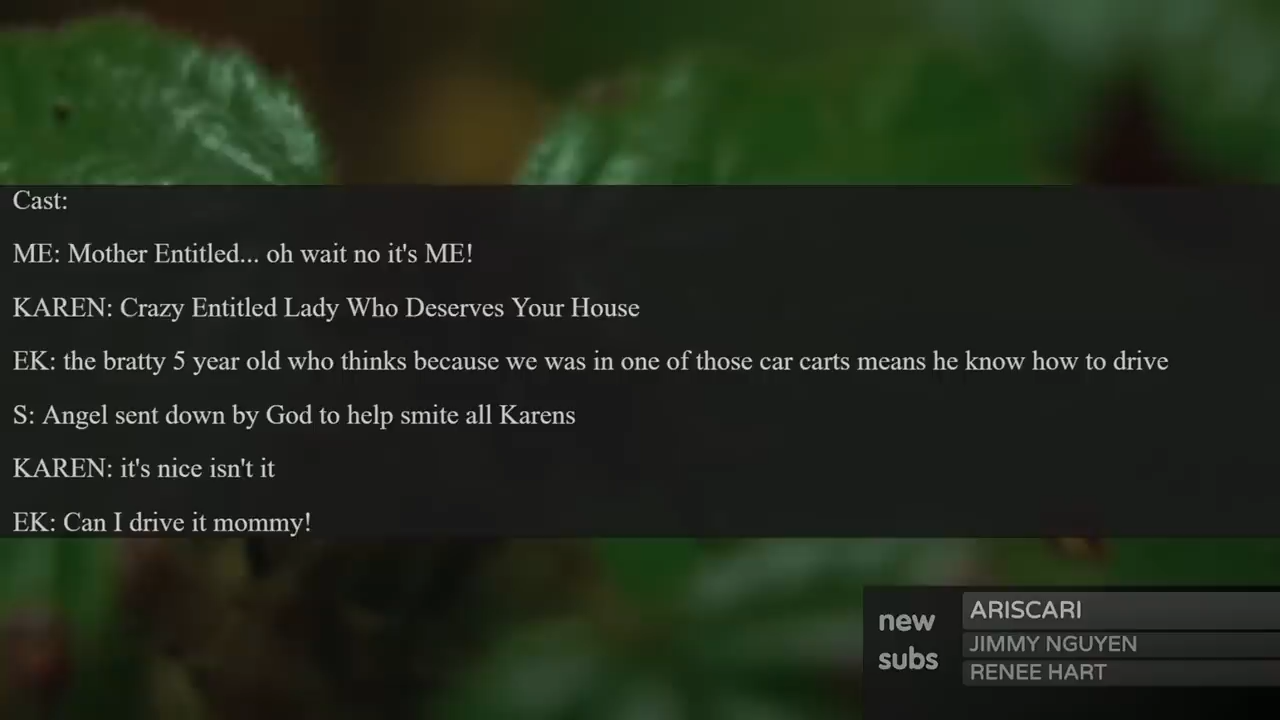 Cast:
ME: Mother Entitled... oh wait no it's ME!
KAREN: Crazy Entitled Lady Who Deserves Your House
EK: the bratty 5 year old who thinks because we was in one of those car carts means he know how to drive
S: Angel sent down by God to help smite all Karens
KAREN: it's nice isn't it
EK: Can I drive it mommy!
new
subs
ARISCARI
JIMMY NGUYEN
RENEE HART